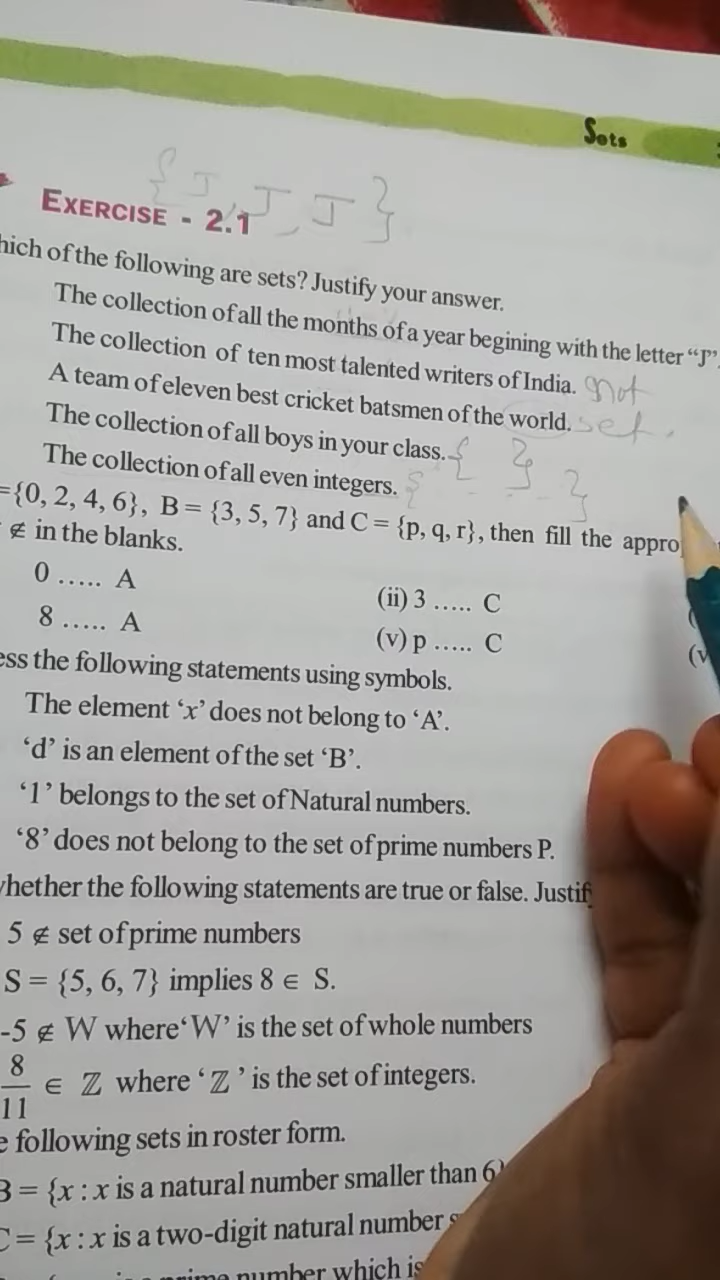 Sets
{ J, J, J }
EXERCISE - 2.1
of the following are sets? Justify your answer.
The collection of all the months of a year begining with the letter “J”.
The collection of ten most talented writers of India. not
A team of eleven best cricket batsmen of the world. set.
The collection of all boys in your class. { }
The collection of all even integers. { }
={0, 2, 4, 6}, B = {3, 5, 7} and C = {p, q, r}, then fill the
∉ in the blanks.
0 ..... A (ii) 3 ..... C
8 ..... A (v) p ..... C
the following statements using symbols.
The element ‘x’ does not belong to ‘A’.
‘d’ is an element of the set ‘B’.
‘1’ belongs to the set of Natural numbers.
‘8’ does not belong to the set of prime numbers P.
the following statements are true or false.
5 ∉ set of prime numbers
S = {5, 6, 7} implies 8 ∈ S.
-5 ∉ W where ‘W’ is the set of whole numbers
8/11 ∈ ℤ where ‘ℤ’ is the set of integers.
following sets in roster form.
B = {x : x is a natural number smaller than 6}
C = {x : x is a two-digit natural number
number which is